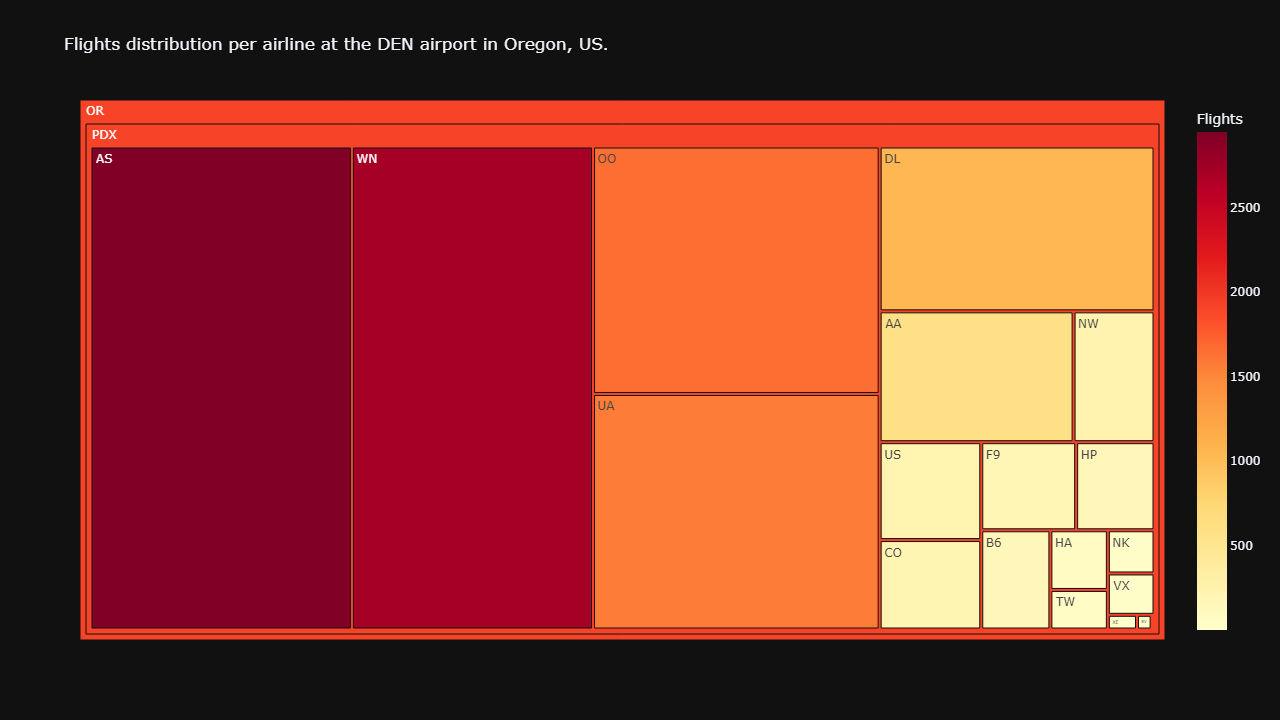 Flights distribution per airline at the DEN airport in Oregon, US.
OR
PDX
AS
WN
OO
DL
UA
AA
NW
US
F9
HP
CO
B6
HA
NK
VX
TW
Flights
2500
2000
1500
1000
500